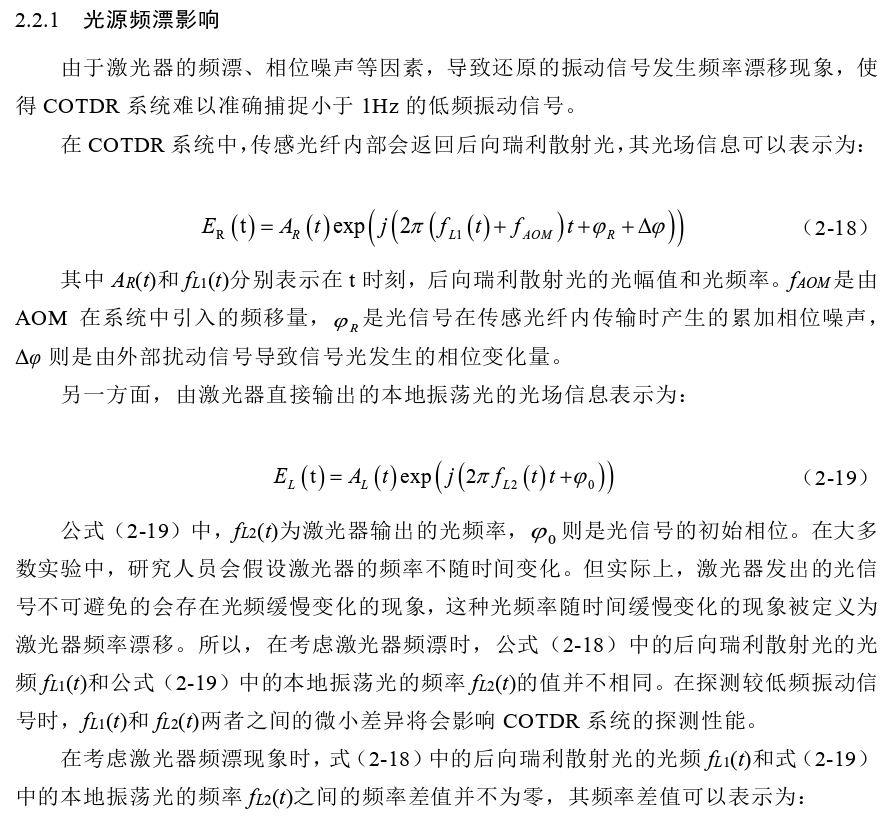 2.2.1 光源频漂影响
由于激光器的频漂、相位噪声等因素，导致还原的振动信号发生频率漂移现象，使
得 COTDR 系统难以准确捕捉小于 1Hz 的低频振动信号。
在 COTDR 系统中，传感光纤内部会返回后向瑞利散射光，其光场信息可以表示为：
E_R(t) = A_R(t)exp(j(2π(f_{L1}(t)+f_{AOM})t+φ_R+Δφ)) （2-18）
其中 A_R(t)和 f_{L1}(t)分别表示在 t 时刻，后向瑞利散射光的光幅值和光频率。f_{AOM} 是由
AOM 在系统中引入的频移量，φ_R 是光信号在传感光纤内传输时产生的累加相位噪声，
Δφ 则是由外部扰动信号导致信号光发生的相位变化量。
另一方面，由激光器直接输出的本地振荡光的光场信息表示为：
E_L(t) = A_L(t)exp(j(2πf_{L2}(t)t+φ_0)) （2-19）
公式（2-19）中，f_{L2}(t)为激光器输出的光频率，φ_0 则是光信号的初始相位。在大多
数实验中，研究人员会假设激光器的频率不随时间变化。但实际上，激光器发出的光信
号不可避免的会存在光频缓慢变化的现象，这种光频率随时间缓慢变化的现象被定义为
激光器频率漂移。所以，在考虑激光器频漂时，公式（2-18）中的后向瑞利散射光的光
频 f_{L1}(t)和公式（2-19）中的本地振荡光的频率 f_{L2}(t)的值并不相同。在探测较低频振动信
号时，f_{L1}(t)和 f_{L2}(t)两者之间的微小差异将会影响 COTDR 系统的探测性能。
在考虑激光器频漂现象时，式（2-18）中的后向瑞利散射光的光频 f_{L1}(t)和式（2-19）
中的本地振荡光的频率 f_{L2}(t)之间的频率差值并不为零，其频率差值可以表示为：